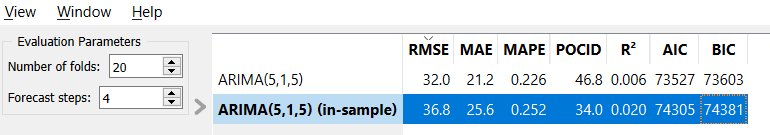 View Window Help
Evaluation Parameters
Number of folds: 20
Forecast steps: 4
RMSE MAE MAPE POCID R² AIC BIC
ARIMA(5,1,5) 32.0 21.2 0.226 46.8 0.006 73527 73603
ARIMA(5,1,5) (in-sample) 36.8 25.6 0.252 34.0 0.020 74305 74381